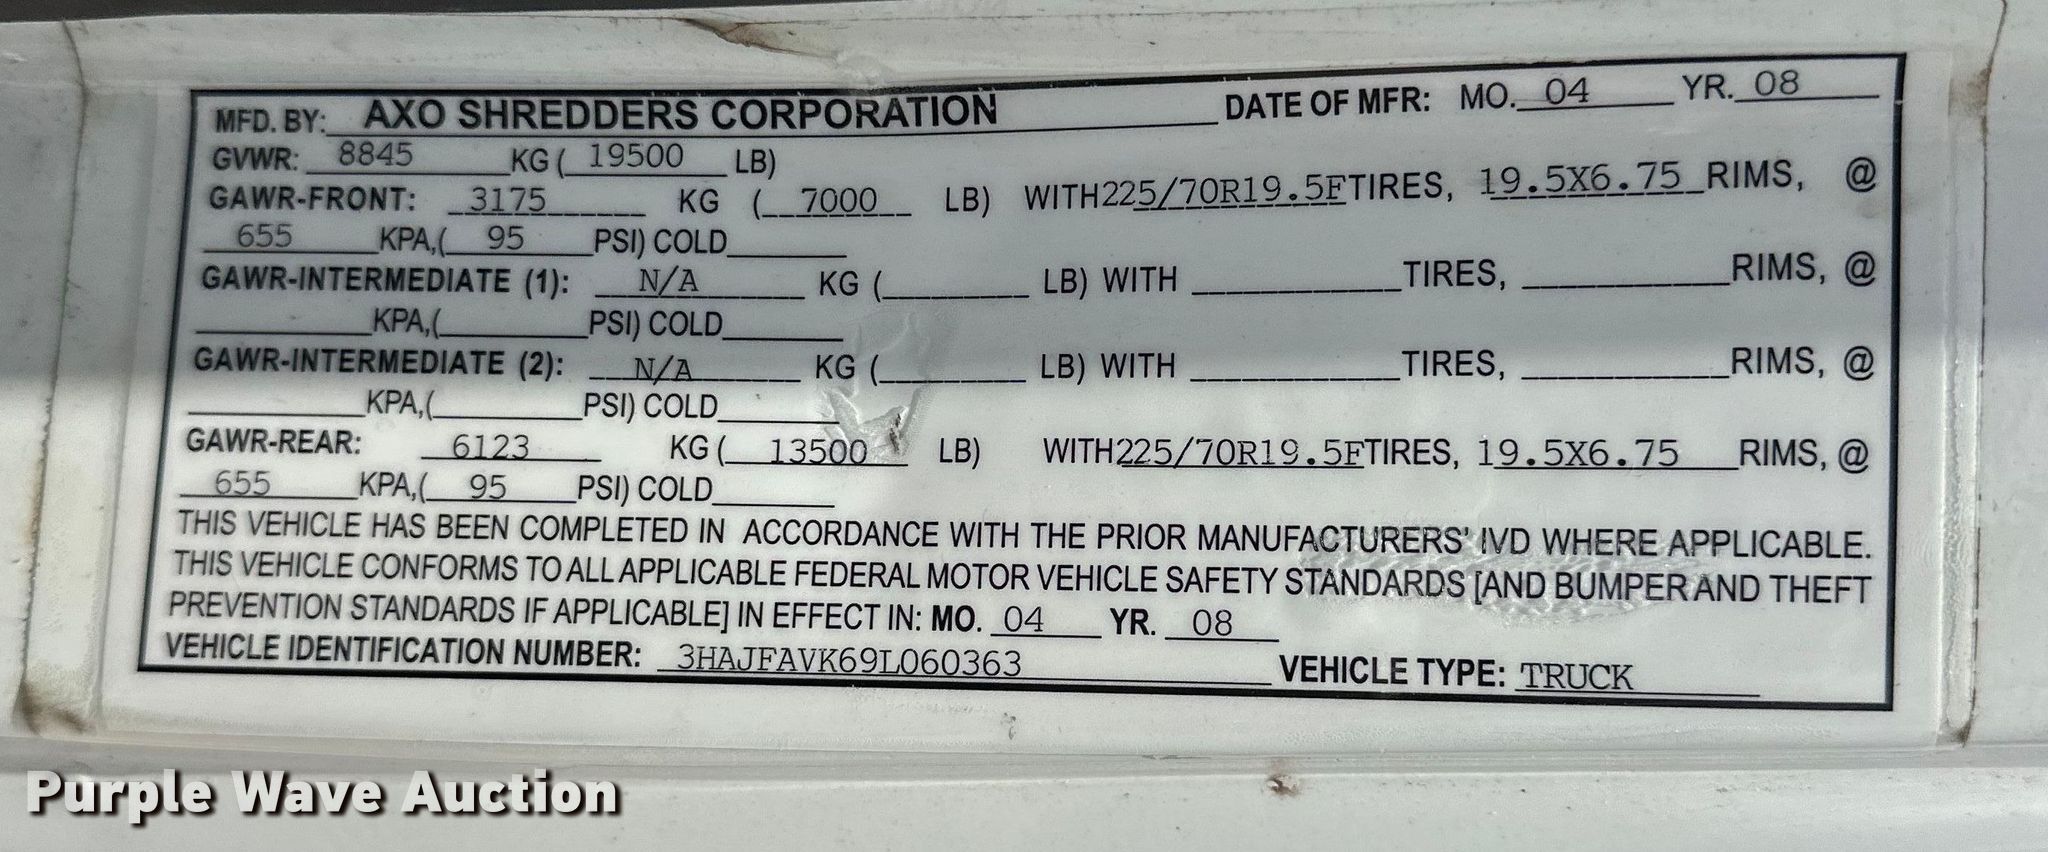 MFD. BY: AXO SHREDDERS CORPORATION DATE OF MFR: MO. 04 YR. 08
GVWR: 8845 KG ( 19500 LB)
GAWR-FRONT: 3175 KG ( 7000 LB) WITH 225/70R19.5F TIRES, 19.5X6.75 RIMS, @
655 KPA,( 95 PSI) COLD
GAWR-INTERMEDIATE (1): N/A KG ( LB) WITH TIRES, RIMS, @
KPA,( PSI) COLD
GAWR-INTERMEDIATE (2): N/A KG ( LB) WITH TIRES, RIMS, @
KPA,( PSI) COLD
GAWR-REAR: 6123 KG ( 13500 LB) WITH 225/70R19.5F TIRES, 19.5X6.75 RIMS, @
655 KPA,( 95 PSI) COLD
THIS VEHICLE HAS BEEN COMPLETED IN ACCORDANCE WITH THE PRIOR MANUFACTURERS' IVD WHERE APPLICABLE.
THIS VEHICLE CONFORMS TO ALL APPLICABLE FEDERAL MOTOR VEHICLE SAFETY STANDARDS [AND BUMPER AND THEFT
PREVENTION STANDARDS IF APPLICABLE] IN EFFECT IN: MO. 04 YR. 08
VEHICLE IDENTIFICATION NUMBER: 3HAJFAVK69L060363 VEHICLE TYPE: TRUCK
Purple Wave Auction